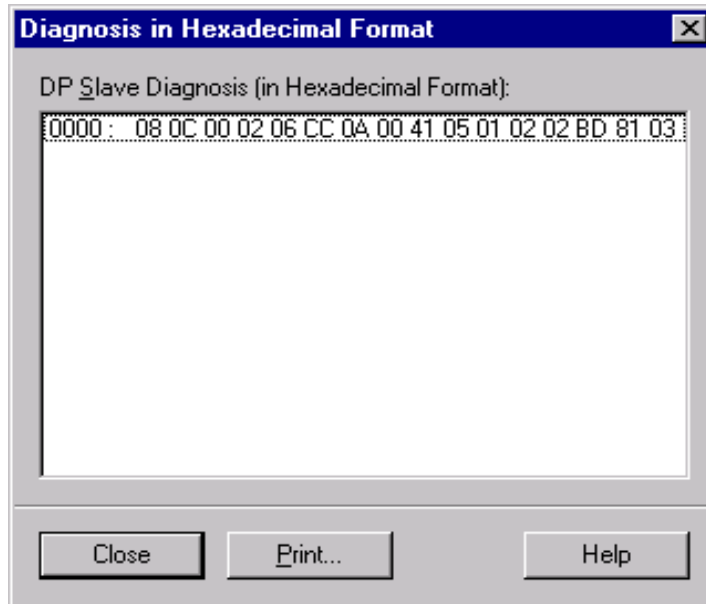 Diagnosis in Hexadecimal Format
DP Slave Diagnosis (in Hexadecimal Format):
0000 : 08 0C 00 02 06 CC 0A 00 41 05 01 02 02 BD 81 03
Close Print... Help